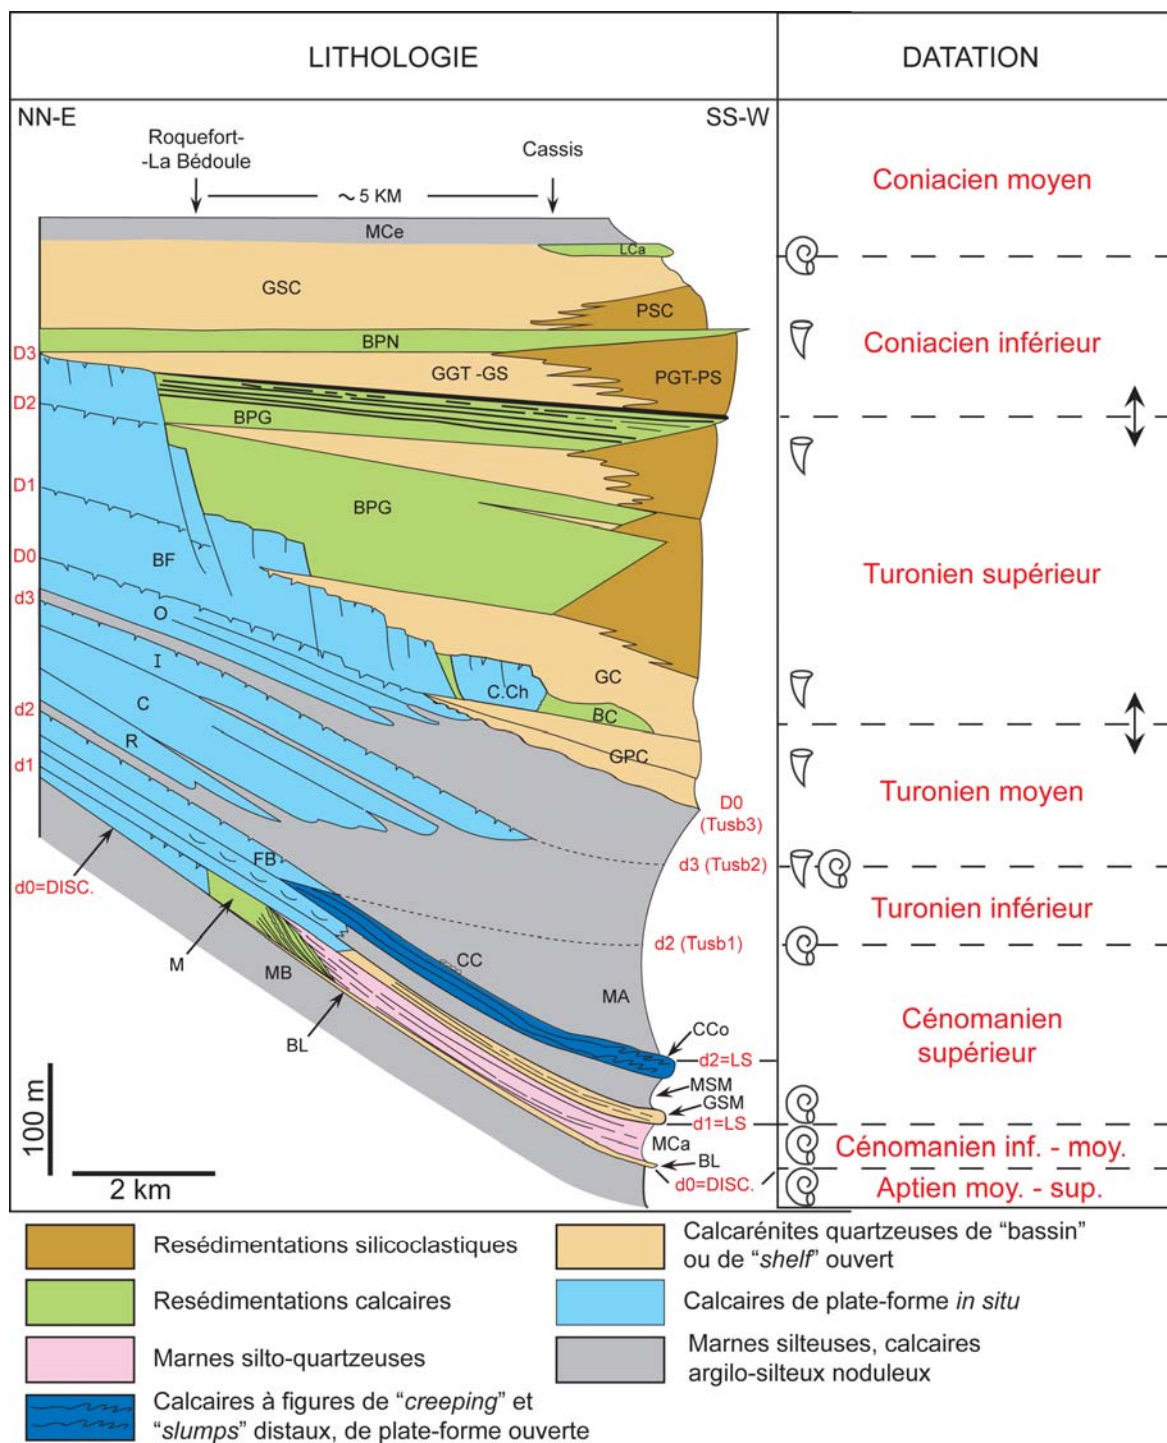 LITHOLOGIE
DATATION
NN-E
SS-W
Roquefort-
-La Bédoule
Cassis
~ 5 KM
MCe
LCa
GSC
PSC
BPN
GGT -GS
PGT-PS
BPG
BPG
BF
O
I
C
R
C.Ch
GC
BC
GPC
FB
M
MB
BL
CC
MA
CCo
MSM
GSM
MCa
BL
D3
D2
D1
D0
d3
d2
d1
d0=DISC.
D0
(Tusb3)
d3 (Tusb2)
d2 (Tusb1)
d2=LS
d1=LS
d0=DISC.
100 m
2 km
Coniacien moyen
Coniacien inférieur
Turonien supérieur
Turonien moyen
Turonien inférieur
Cénomanien
supérieur
Cénomanien inf. - moy.
Aptien moy. - sup.
Resédimentations silicoclastiques
Resédimentations calcaires
Marnes silto-quartzeuses
Calcaires à figures de “creeping” et
“slumps” distaux, de plate-forme ouverte
Calcarénites quartzeuses de “bassin”
ou de “shelf” ouvert
Calcaires de plate-forme in situ
Marnes silteuses, calcaires
argilo-silteux noduleux